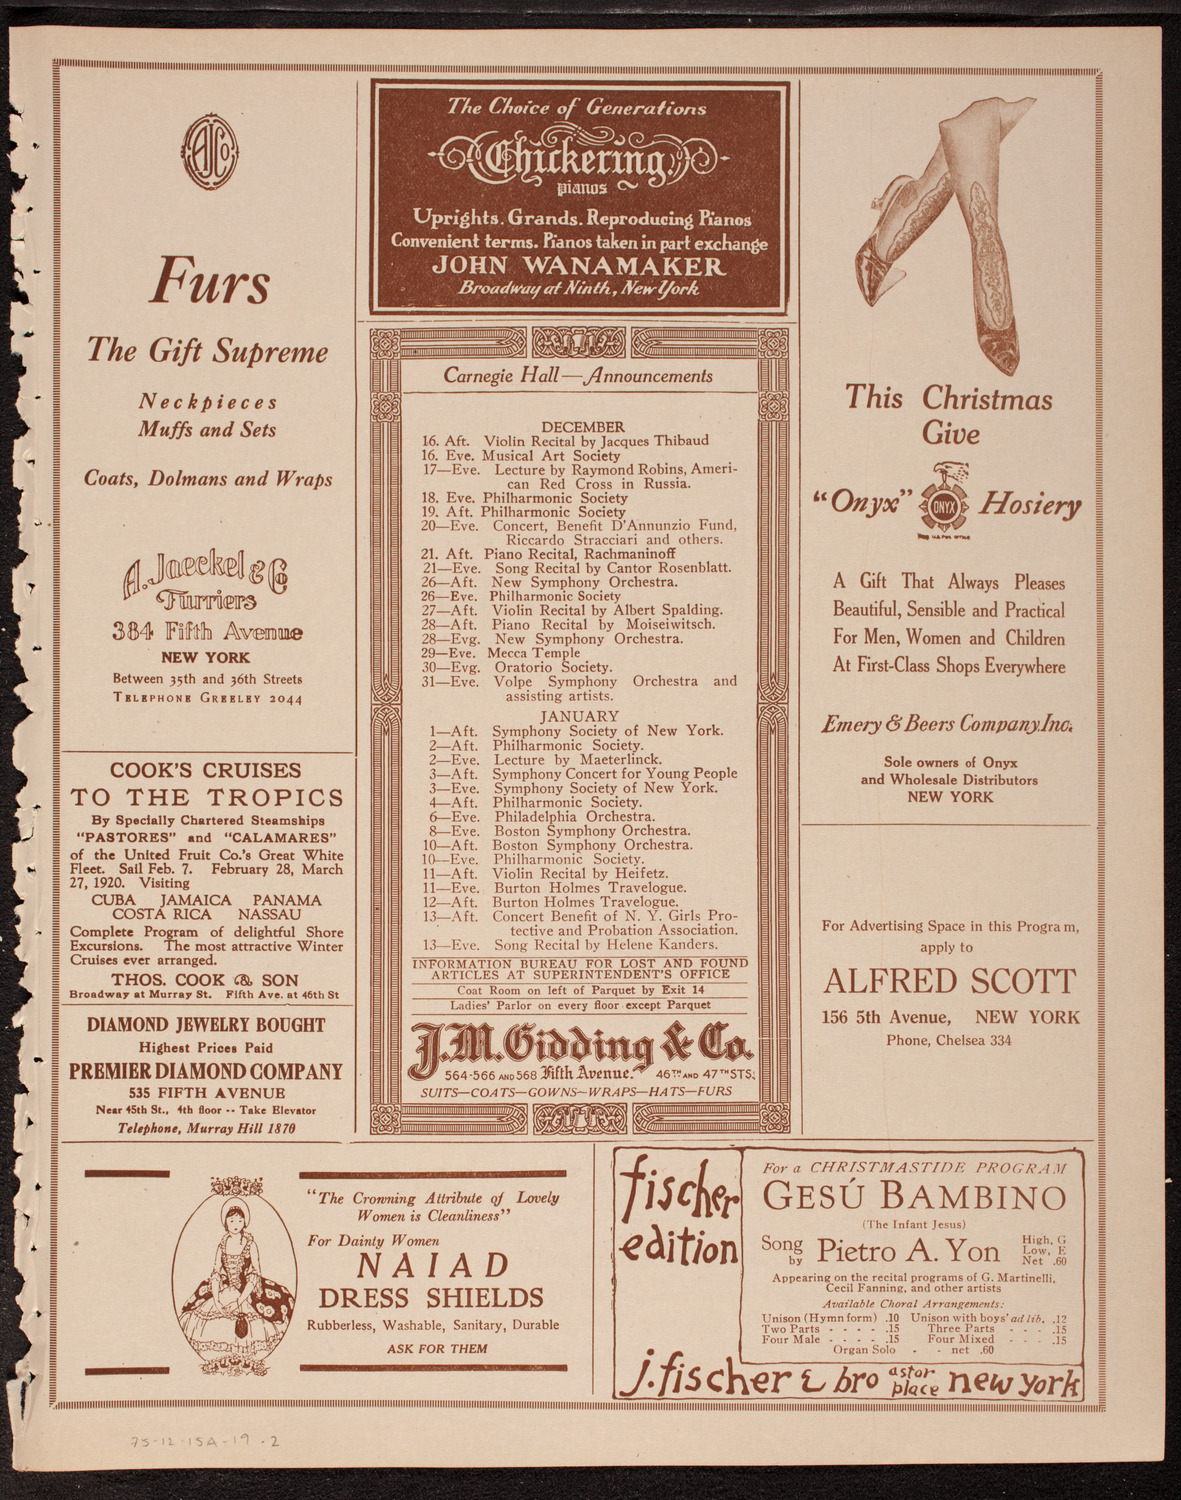 AJCo
Furs
The Gift Supreme
Neckpieces
Muffs and Sets
Coats, Dolmans and Wraps
A. Jaeckel & Co
Furriers
384 Fifth Avenue
NEW YORK
Between 35th and 36th Streets
TELEPHONE GREELEY 2044
COOK'S CRUISES
TO THE TROPICS
By Specially Chartered Steamships
"PASTORES" and "CALAMARES"
of the United Fruit Co.'s Great White
Fleet. Sail Feb. 7. February 28, March
27, 1920. Visiting
CUBA JAMAICA PANAMA
COSTA RICA NASSAU
Complete Program of delightful Shore
Excursions. The most attractive Winter
Cruises ever arranged.
THOS. COOK & SON
Broadway at Murray St. Fifth Ave. at 46th St
DIAMOND JEWELRY BOUGHT
Highest Prices Paid
PREMIER DIAMOND COMPANY
535 FIFTH AVENUE
Near 45th St., 4th floor -- Take Elevator
Telephone, Murray Hill 1870
The Choice of Generations
Chickering
pianos
Uprights. Grands. Reproducing Pianos
Convenient terms. Pianos taken in part exchange
JOHN WANAMAKER
Broadway at Ninth, New York
Carnegie Hall—Announcements
DECEMBER
16. Aft. Violin Recital by Jacques Thibaud
16. Eve. Musical Art Society
17—Eve. Lecture by Raymond Robins, Ameri-
can Red Cross in Russia.
18. Eve. Philharmonic Society
19. Aft. Philharmonic Society
20—Eve. Concert, Benefit D'Annunzio Fund,
Riccardo Stracciari and others.
21. Aft. Piano Recital, Rachmaninoff
21—Eve. Song Recital by Cantor Rosenblatt.
26—Aft. New Symphony Orchestra.
26—Eve. Philharmonic Society
27—Aft. Violin Recital by Albert Spalding.
28—Aft. Piano Recital by Moiseiwitsch.
28—Evg. New Symphony Orchestra.
29—Eve. Mecca Temple
30—Evg. Oratorio Society.
31—Eve. Volpe Symphony Orchestra and
assisting artists.
JANUARY
1—Aft. Symphony Society of New York.
2—Aft. Philharmonic Society.
2—Eve. Lecture by Maeterlinck.
3—Aft. Symphony Concert for Young People
3—Eve. Symphony Society of New York.
4—Aft. Philharmonic Society.
6—Eve. Philadelphia Orchestra.
8—Eve. Boston Symphony Orchestra.
10—Aft. Boston Symphony Orchestra.
10—Eve. Philharmonic Society.
11—Aft. Violin Recital by Heifetz.
11—Eve. Burton Holmes Travelogue.
12—Aft. Burton Holmes Travelogue.
13—Aft. Concert Benefit of N. Y. Girls Pro-
tective and Probation Association.
13—Eve. Song Recital by Helene Kanders.
INFORMATION BUREAU FOR LOST AND FOUND
ARTICLES AT SUPERINTENDENT'S OFFICE
Coat Room on left of Parquet by Exit 14
Ladies' Parlor on every floor except Parquet
J.M. Gidding & Co.
564-566 AND 568 Fifth Avenue. 46TH AND 47TH STS.
SUITS—COATS—GOWNS—WRAPS—HATS—FURS
This Christmas
Give
"Onyx" ONYX Hosiery
A Gift That Always Pleases
Beautiful, Sensible and Practical
For Men, Women and Children
At First-Class Shops Everywhere
Emery & Beers Company, Inc.
Sole owners of Onyx
and Wholesale Distributors
NEW YORK
For Advertising Space in this Program,
apply to
ALFRED SCOTT
156 5th Avenue, NEW YORK
Phone, Chelsea 334
"The Crowning Attribute of Lovely
Women is Cleanliness"
For Dainty Women
NAIAD
DRESS SHIELDS
Rubberless, Washable, Sanitary, Durable
ASK FOR THEM
fischer
edition
For a CHRISTMASTIDE PROGRAM
GESÚ BAMBINO
(The Infant Jesus)
Song by Pietro A. Yon
High, G
Low, E
Net .60
Appearing on the recital programs of G. Martinelli,
Cecil Fanning, and other artists
Available Choral Arrangements:
Unison (Hymn form) .10 Unison with boys' ad lib. .12
Two Parts - - - - .15 Three Parts - - - .15
Four Male - - - - .15 Four Mixed - - - .15
Organ Solo - - net .60
j. fischer & bro astor place new york
75-12-15A-19-2